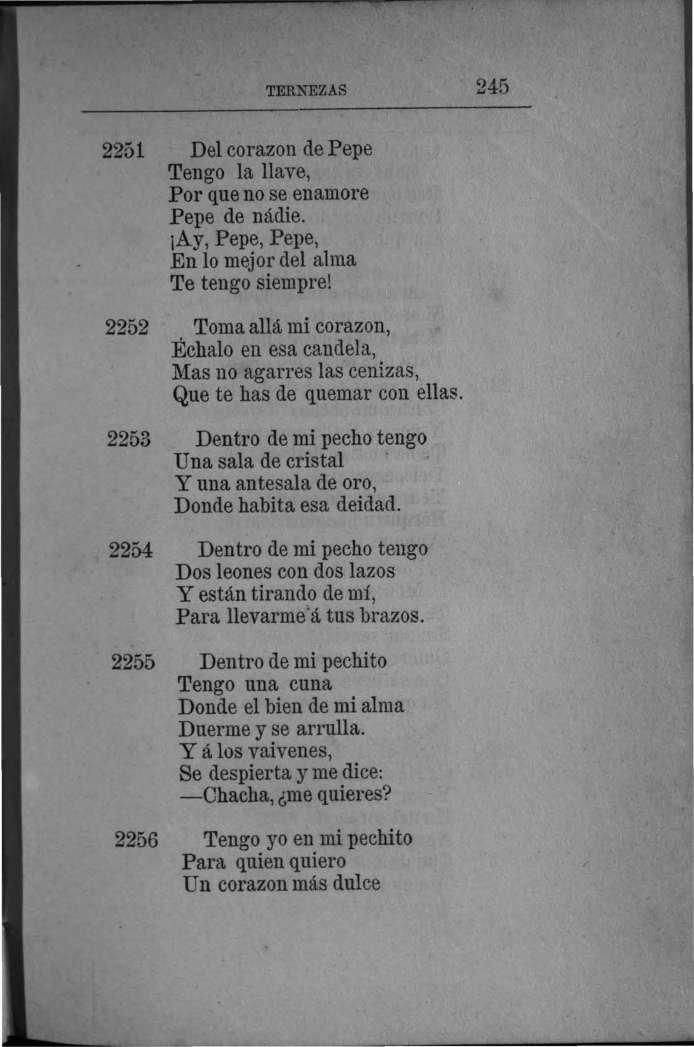 TERNEZAS 245
2251 Del corazon de Pepe
Tengo la llave,
Por que no se enamore
Pepe de nádie.
¡Ay, Pepe, Pepe,
En lo mejor del alma
Te tengo siempre!
2252 Toma allá mi corazon,
Échalo en esa candela,
Mas no agarres las cenizas,
Que te has de quemar con ellas.
2253 Dentro de mi pecho tengo
Una sala de cristal
Y una antesala de oro,
Donde habita esa deidad.
2254 Dentro de mi pecho tengo
Dos leones con dos lazos
Y están tirando de mí,
Para llevarme á tus brazos.
2255 Dentro de mi pechito
Tengo una cuna
Donde el bien de mi alma
Duerme y se arrulla.
Y á los vaivenes,
Se despierta y me dice:
—Chacha, ¿me quieres?
2256 Tengo yo en mi pechito
Para quien quiero
Un corazon más dulce